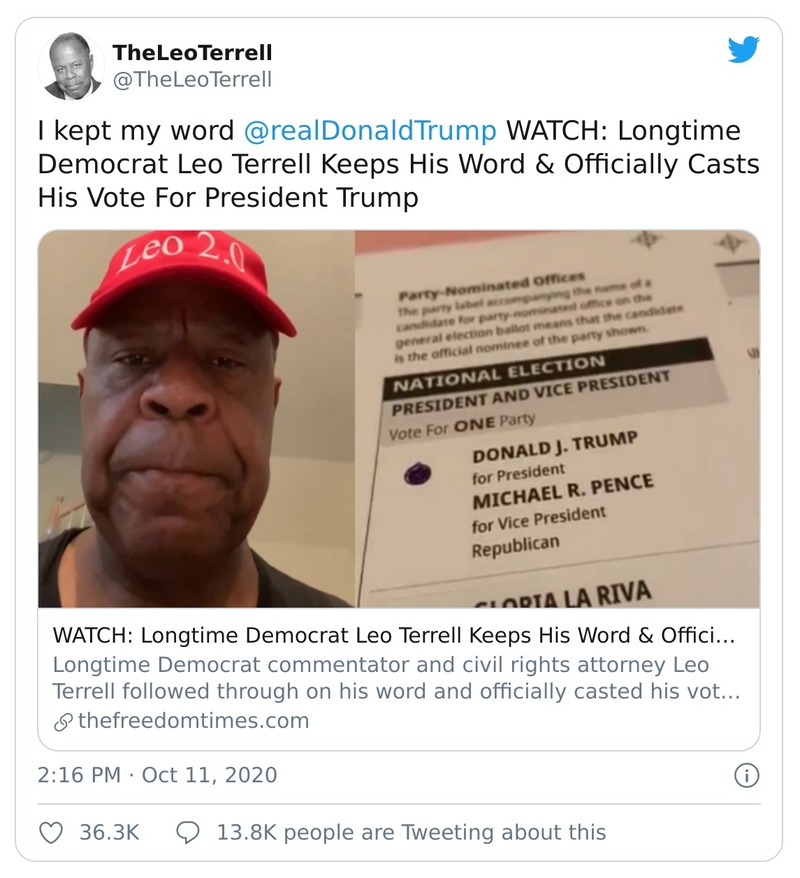 TheLeoTerrell
@TheLeoTerrell
I kept my word @realDonaldTrump WATCH: Longtime
Democrat Leo Terrell Keeps His Word & Officially Casts
His Vote For President Trump
Leo 2.0
Party-Nominated Offices
The party label accompanying the name of a
candidate for party-nominated office on the
general election ballot means that the candidate
is the official nominee of the party shown.
NATIONAL ELECTION
PRESIDENT AND VICE PRESIDENT
Vote For ONE Party
DONALD J. TRUMP
for President
MICHAEL R. PENCE
for Vice President
Republican
GLORIA LA RIVA
WATCH: Longtime Democrat Leo Terrell Keeps His Word & Offici...
Longtime Democrat commentator and civil rights attorney Leo
Terrell followed through on his word and officially casted his vot...
thefreedomtimes.com
2:16 PM · Oct 11, 2020
36.3K
13.8K people are Tweeting about this